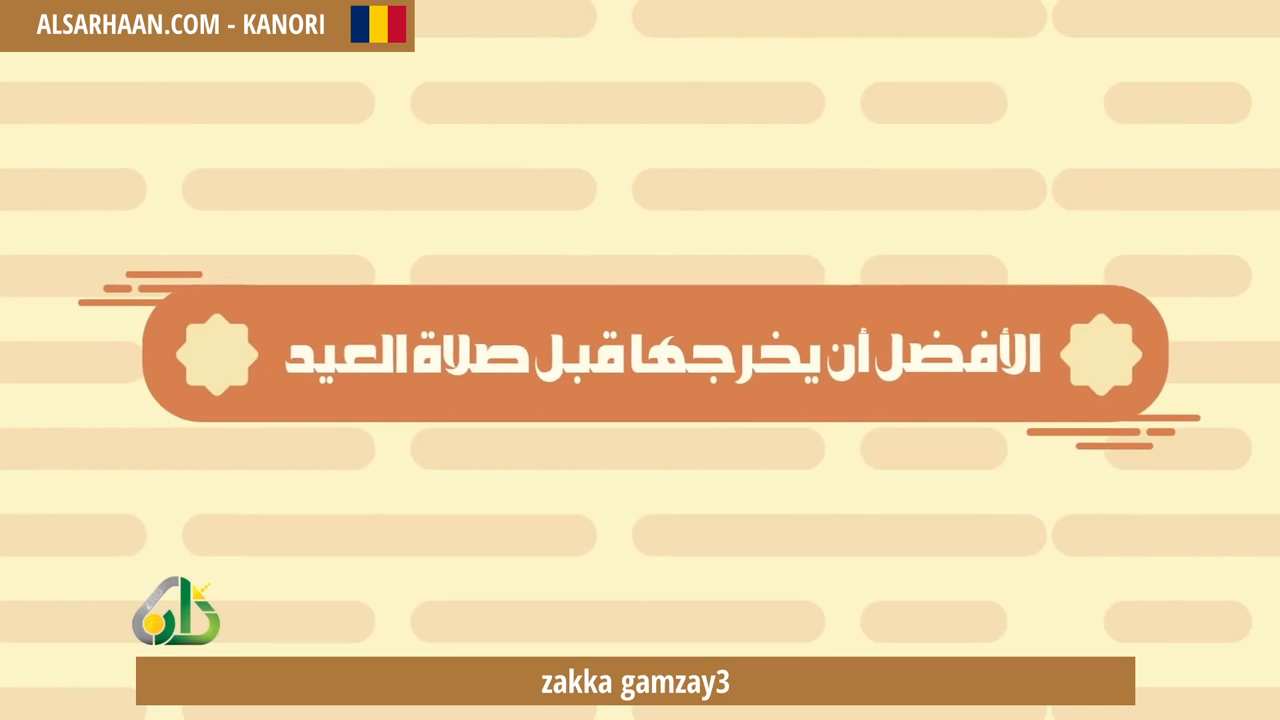 ALSARHAAN.COM - KANORI
الأفضل أن يخرجها قبل صلاة العيد
zakka gamzay3